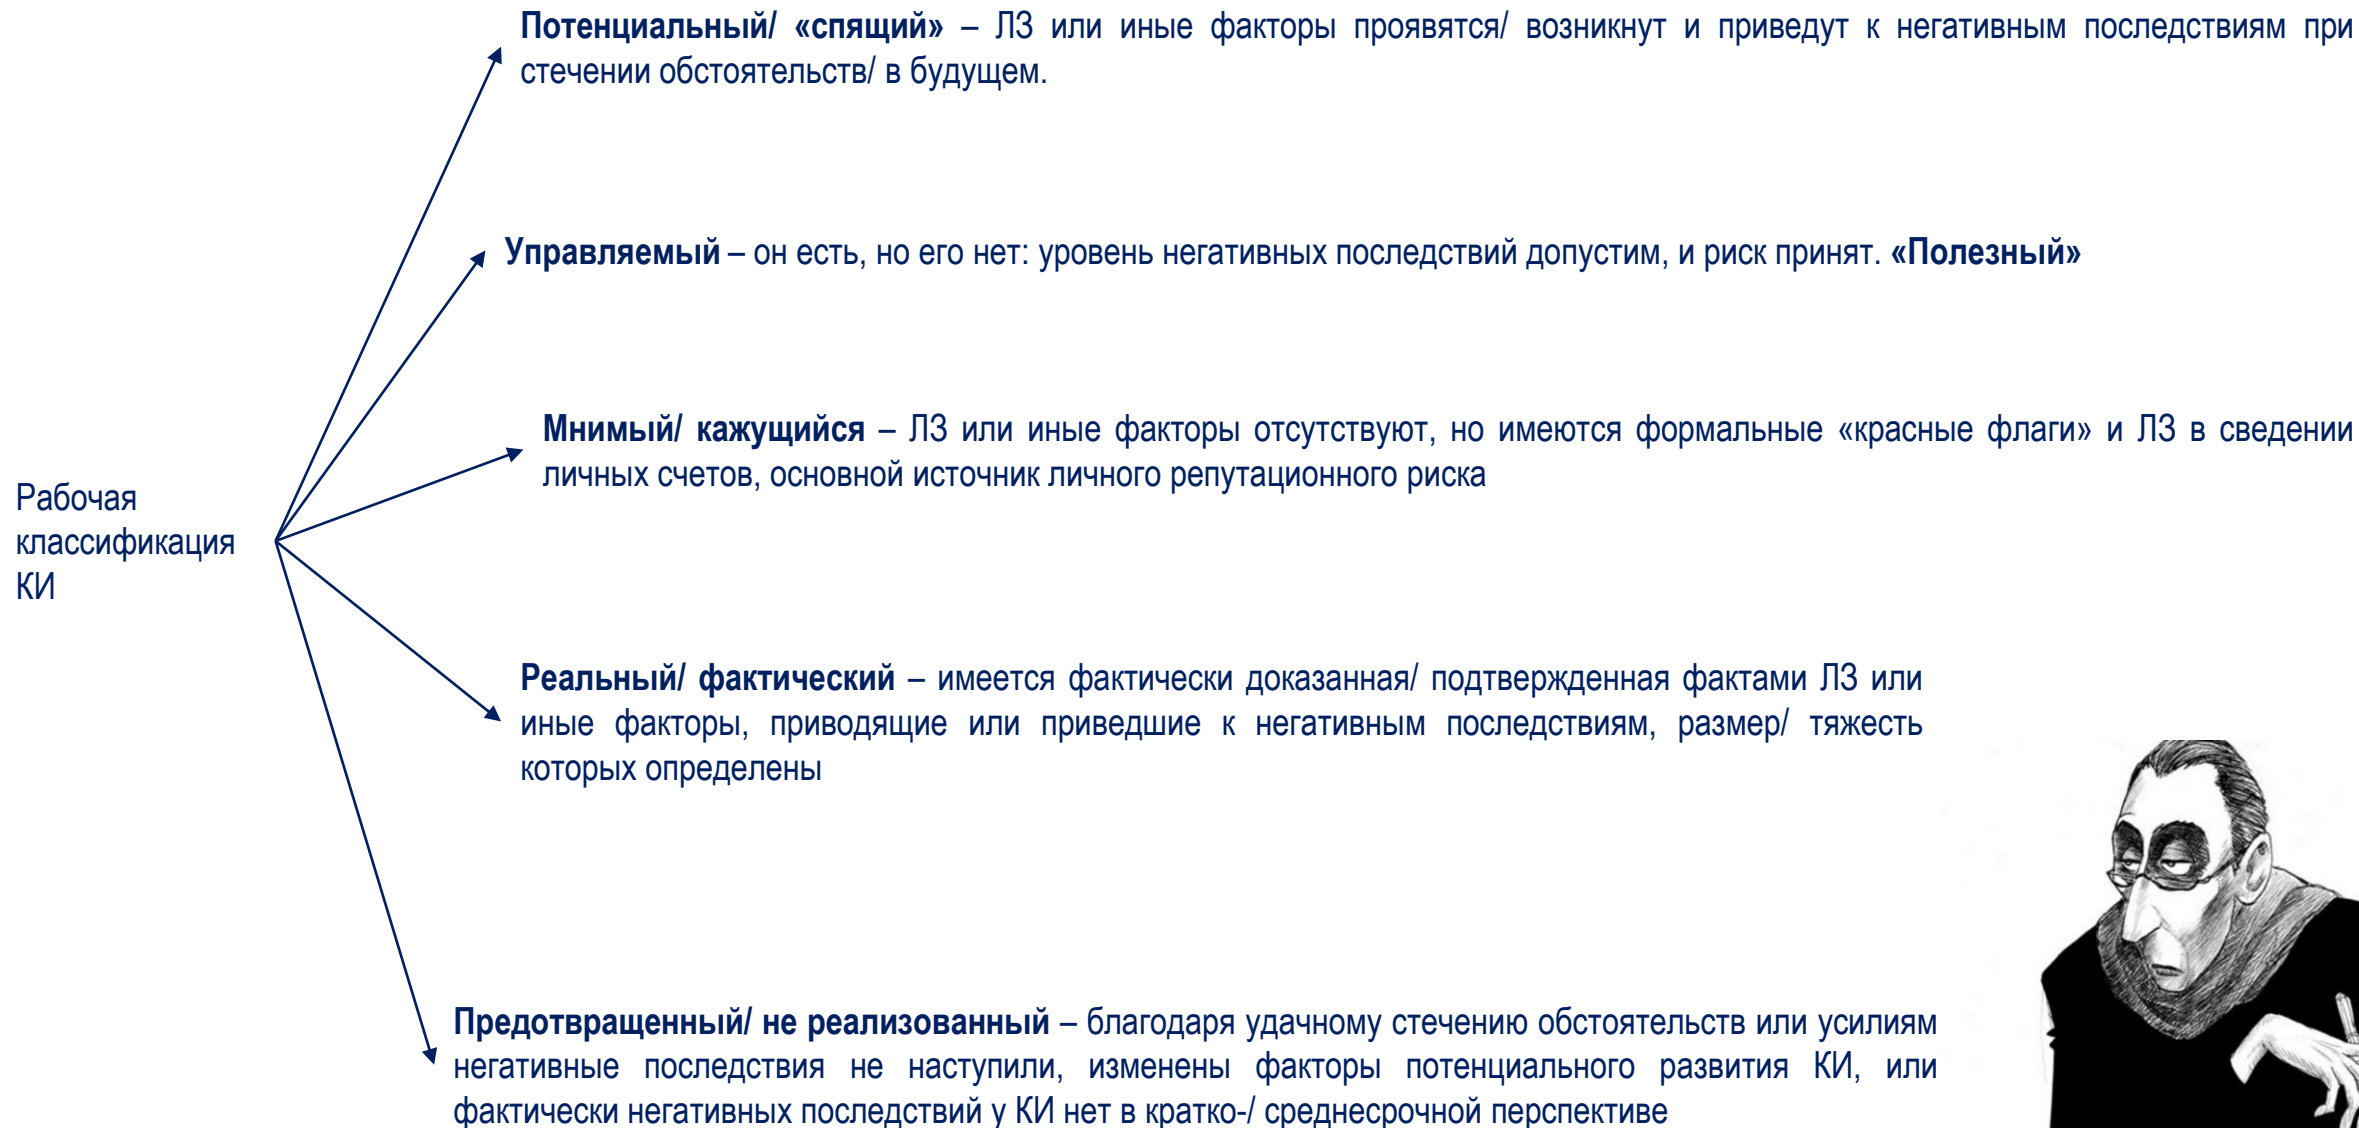 Потенциальный/ «спящий» – ЛЗ или иные факторы проявятся/ возникнут и приведут к негативным последствиям при
стечении обстоятельств/ в будущем.
Управляемый – он есть, но его нет: уровень негативных последствий допустим, и риск принят. «Полезный»
Мнимый/ кажущийся – ЛЗ или иные факторы отсутствуют, но имеются формальные «красные флаги» и ЛЗ в сведении
личных счетов, основной источник личного репутационного риска
Рабочая
классификация
КИ
Реальный/ фактический – имеется фактически доказанная/ подтвержденная фактами ЛЗ или
иные факторы, приводящие или приведшие к негативным последствиям, размер/ тяжесть
которых определены
Предотвращенный/ не реализованный – благодаря удачному стечению обстоятельств или усилиям
негативные последствия не наступили, изменены факторы потенциального развития КИ, или
фактически негативных последствий у КИ нет в кратко-/ среднесрочной перспективе